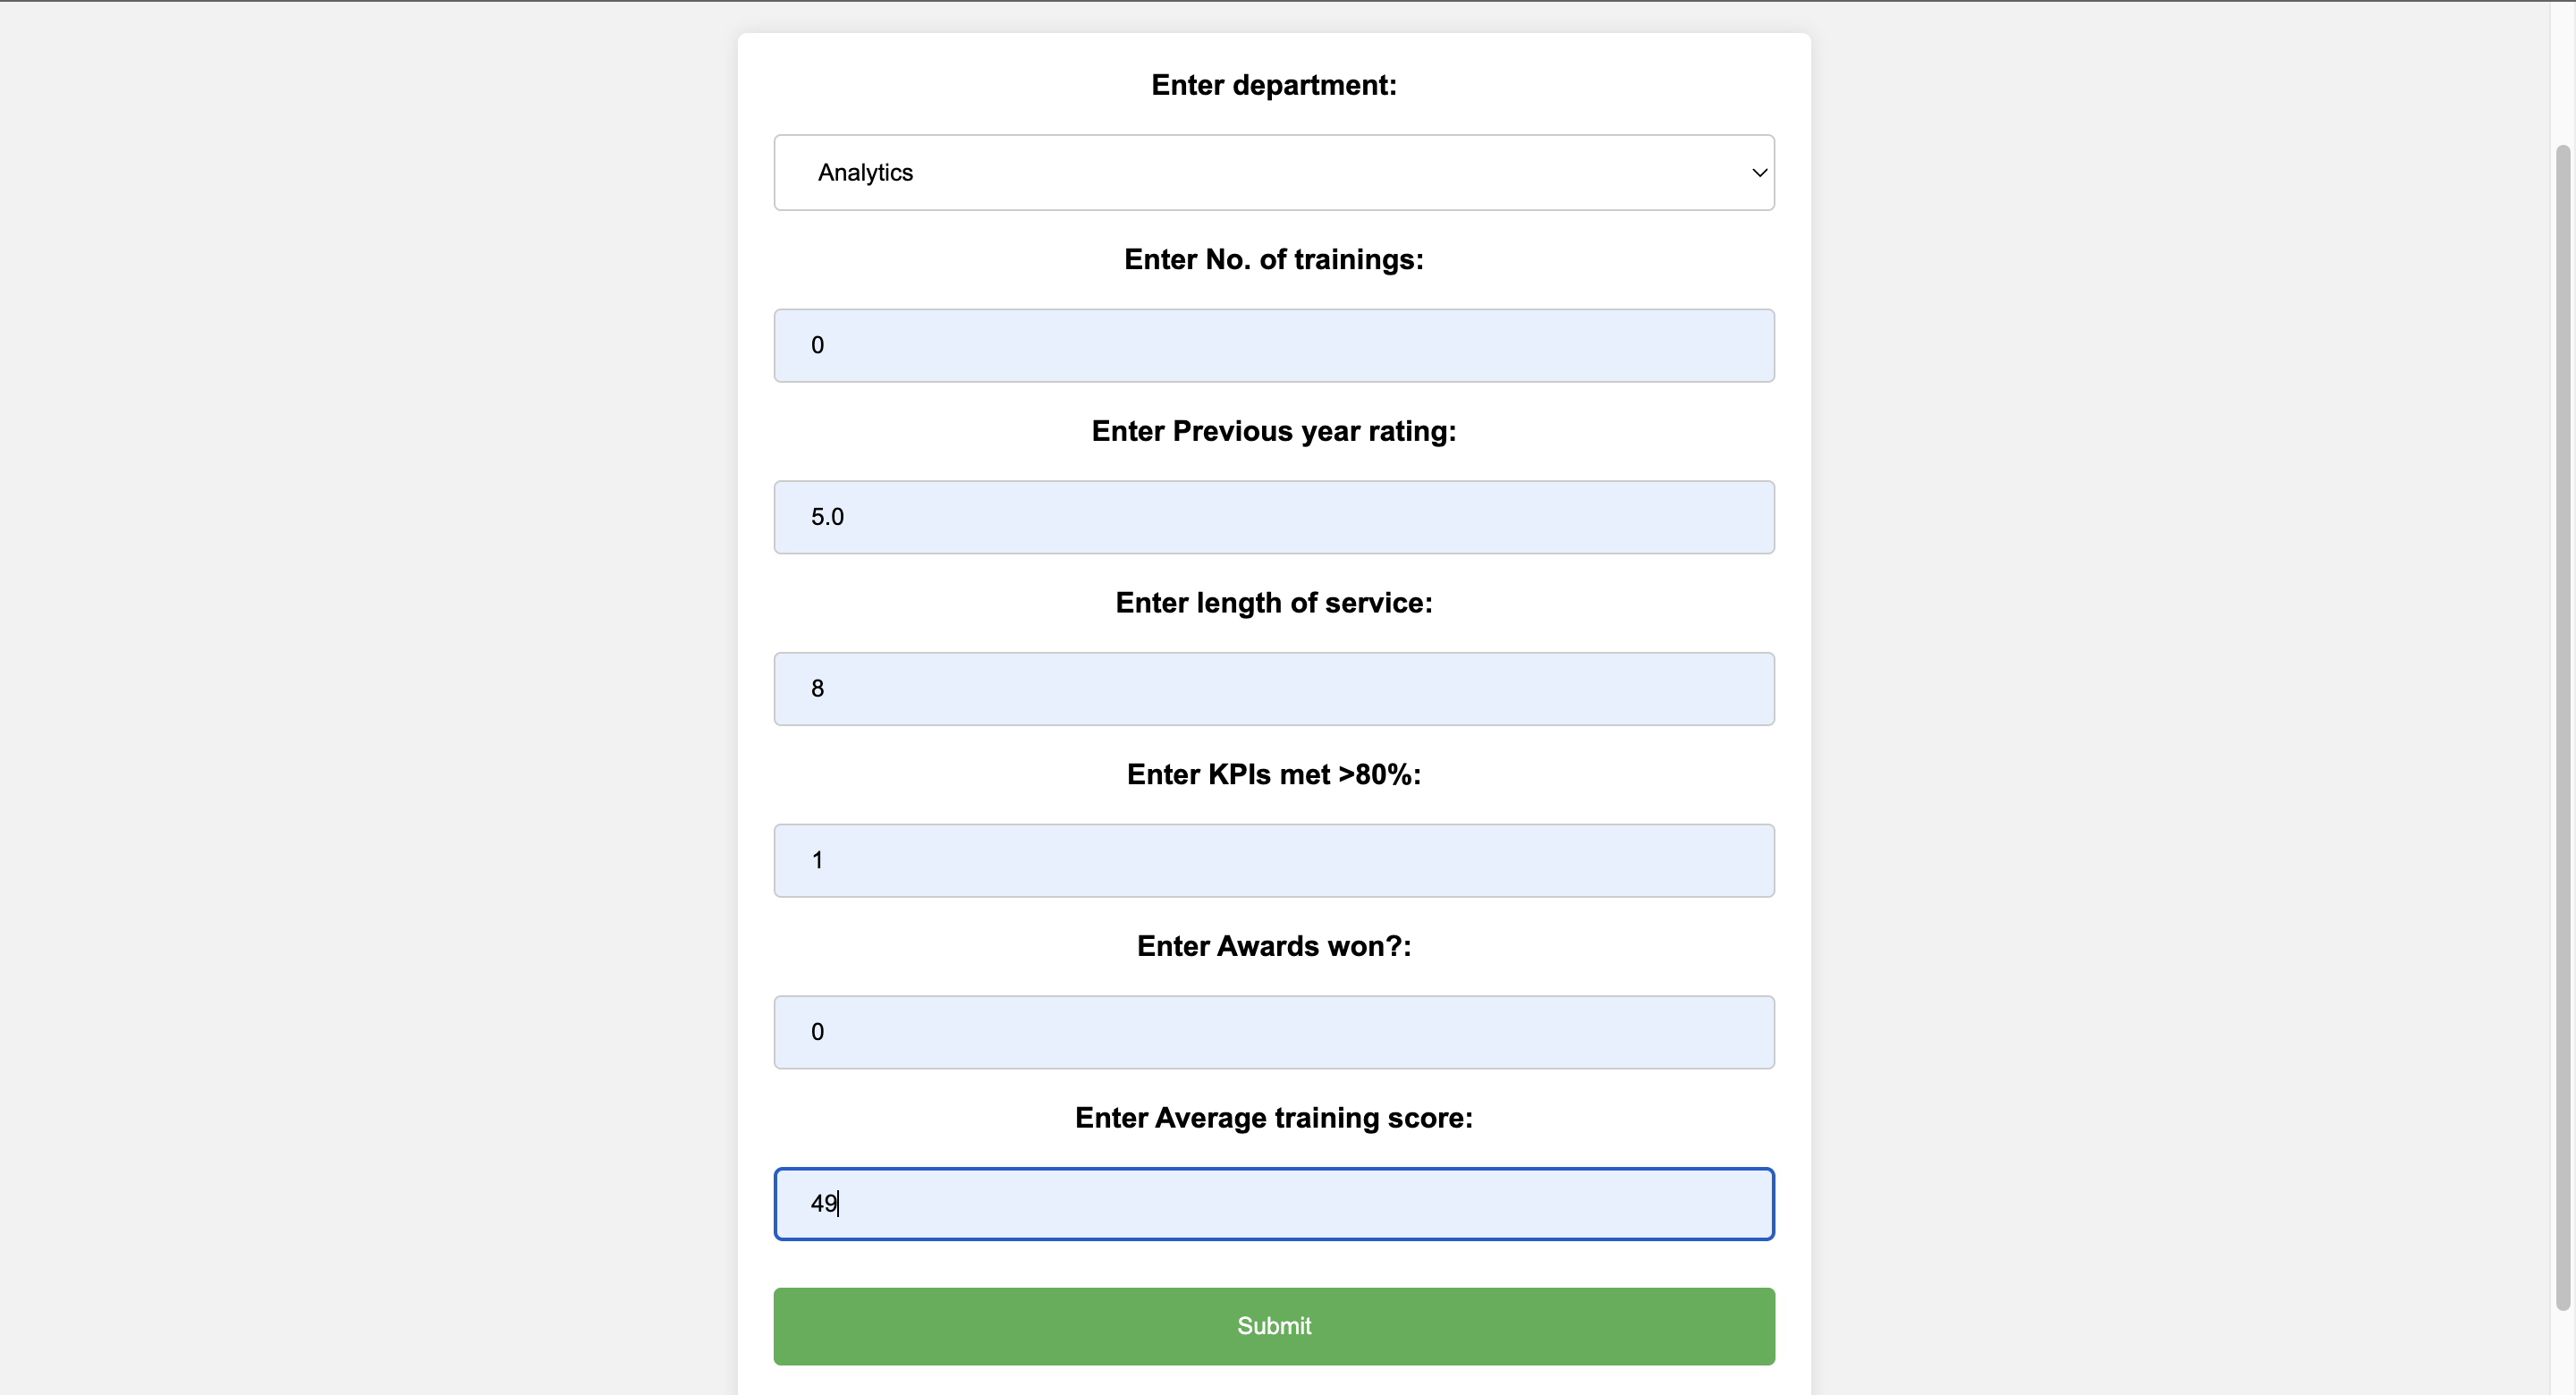 Enter department:
Analytics
Enter No. of trainings:
0
Enter Previous year rating:
5.0
Enter length of service:
8
Enter KPIs met >80%:
1
Enter Awards won?:
0
Enter Average training score:
49
Submit